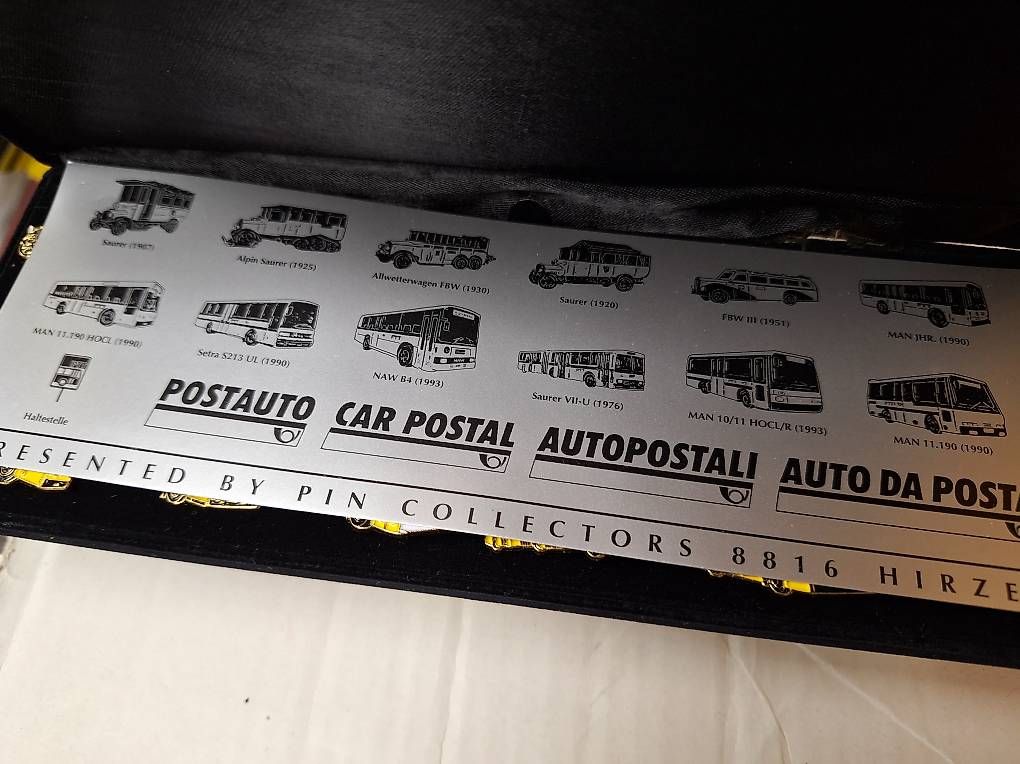 Saurer (1907)
Alpin Saurer (1925)
Allwetterwagen FBW (1930)
Saurer (1920)
FBW III (1951)
MAN JHR. (1990)
MAN 11.190 HOCL (1990)
Setra S213 UL (1990)
NAW B4 (1993)
Saurer VII-U (1976)
MAN 10/11 HOCL/R (1993)
MAN 11.190 (1990)
Haltestelle
POSTAUTO
CAR POSTAL
AUTOPOSTALI
AUTO DA POSTA
RESENTED BY PIN COLLECTORS 8816 HIRZE